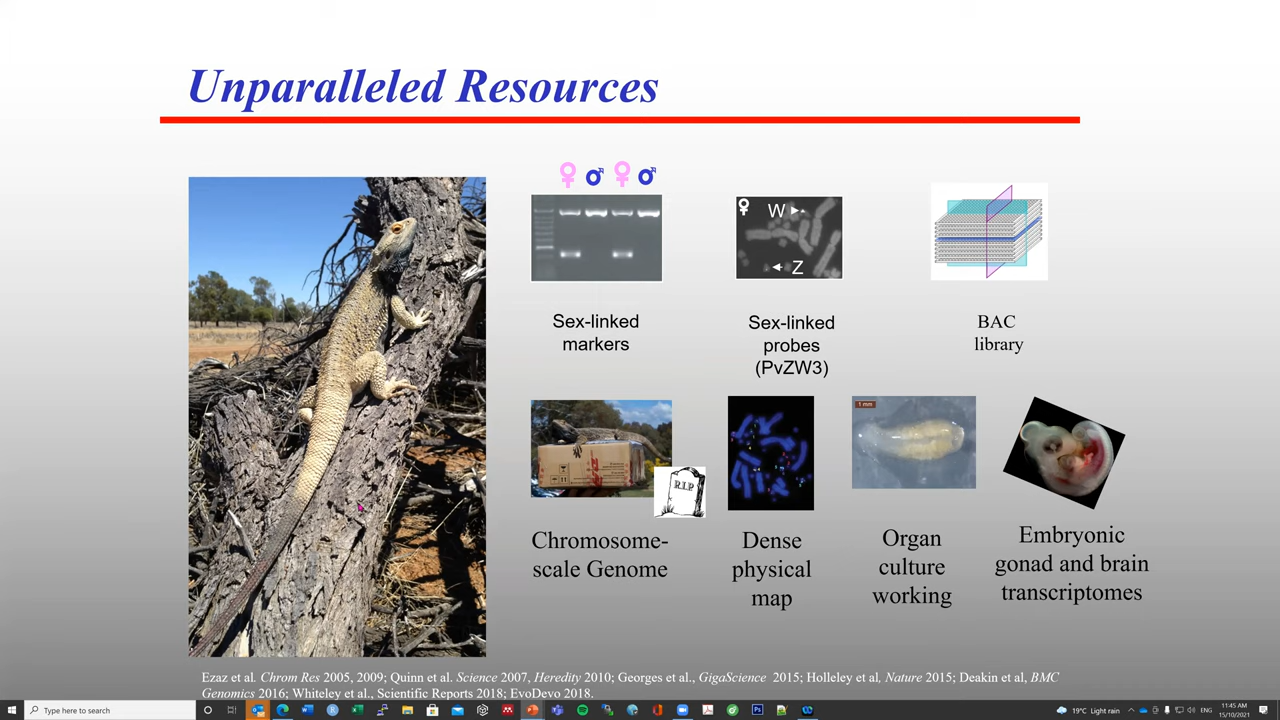 Unparalleled Resources
♀ ♂ ♀ ♂
♀ W
Z
Sex-linked
markers
Sex-linked
probes
(PvZW3)
BAC
library
R.I.P
1 mm
Chromosome-
scale Genome
Dense
physical
map
Organ
culture
working
Embryonic
gonad and brain
transcriptomes
Ezaz et al. Chrom Res 2005, 2009; Quinn et al. Science 2007, Heredity 2010; Georges et al., GigaScience 2015; Holleley et al, Nature 2015; Deakin et al, BMC
Genomics 2016; Whiteley et al., Scientific Reports 2018; EvoDevo 2018.
Type here to search
19°C Light rain
ENG
11:45 AM
15/10/2021